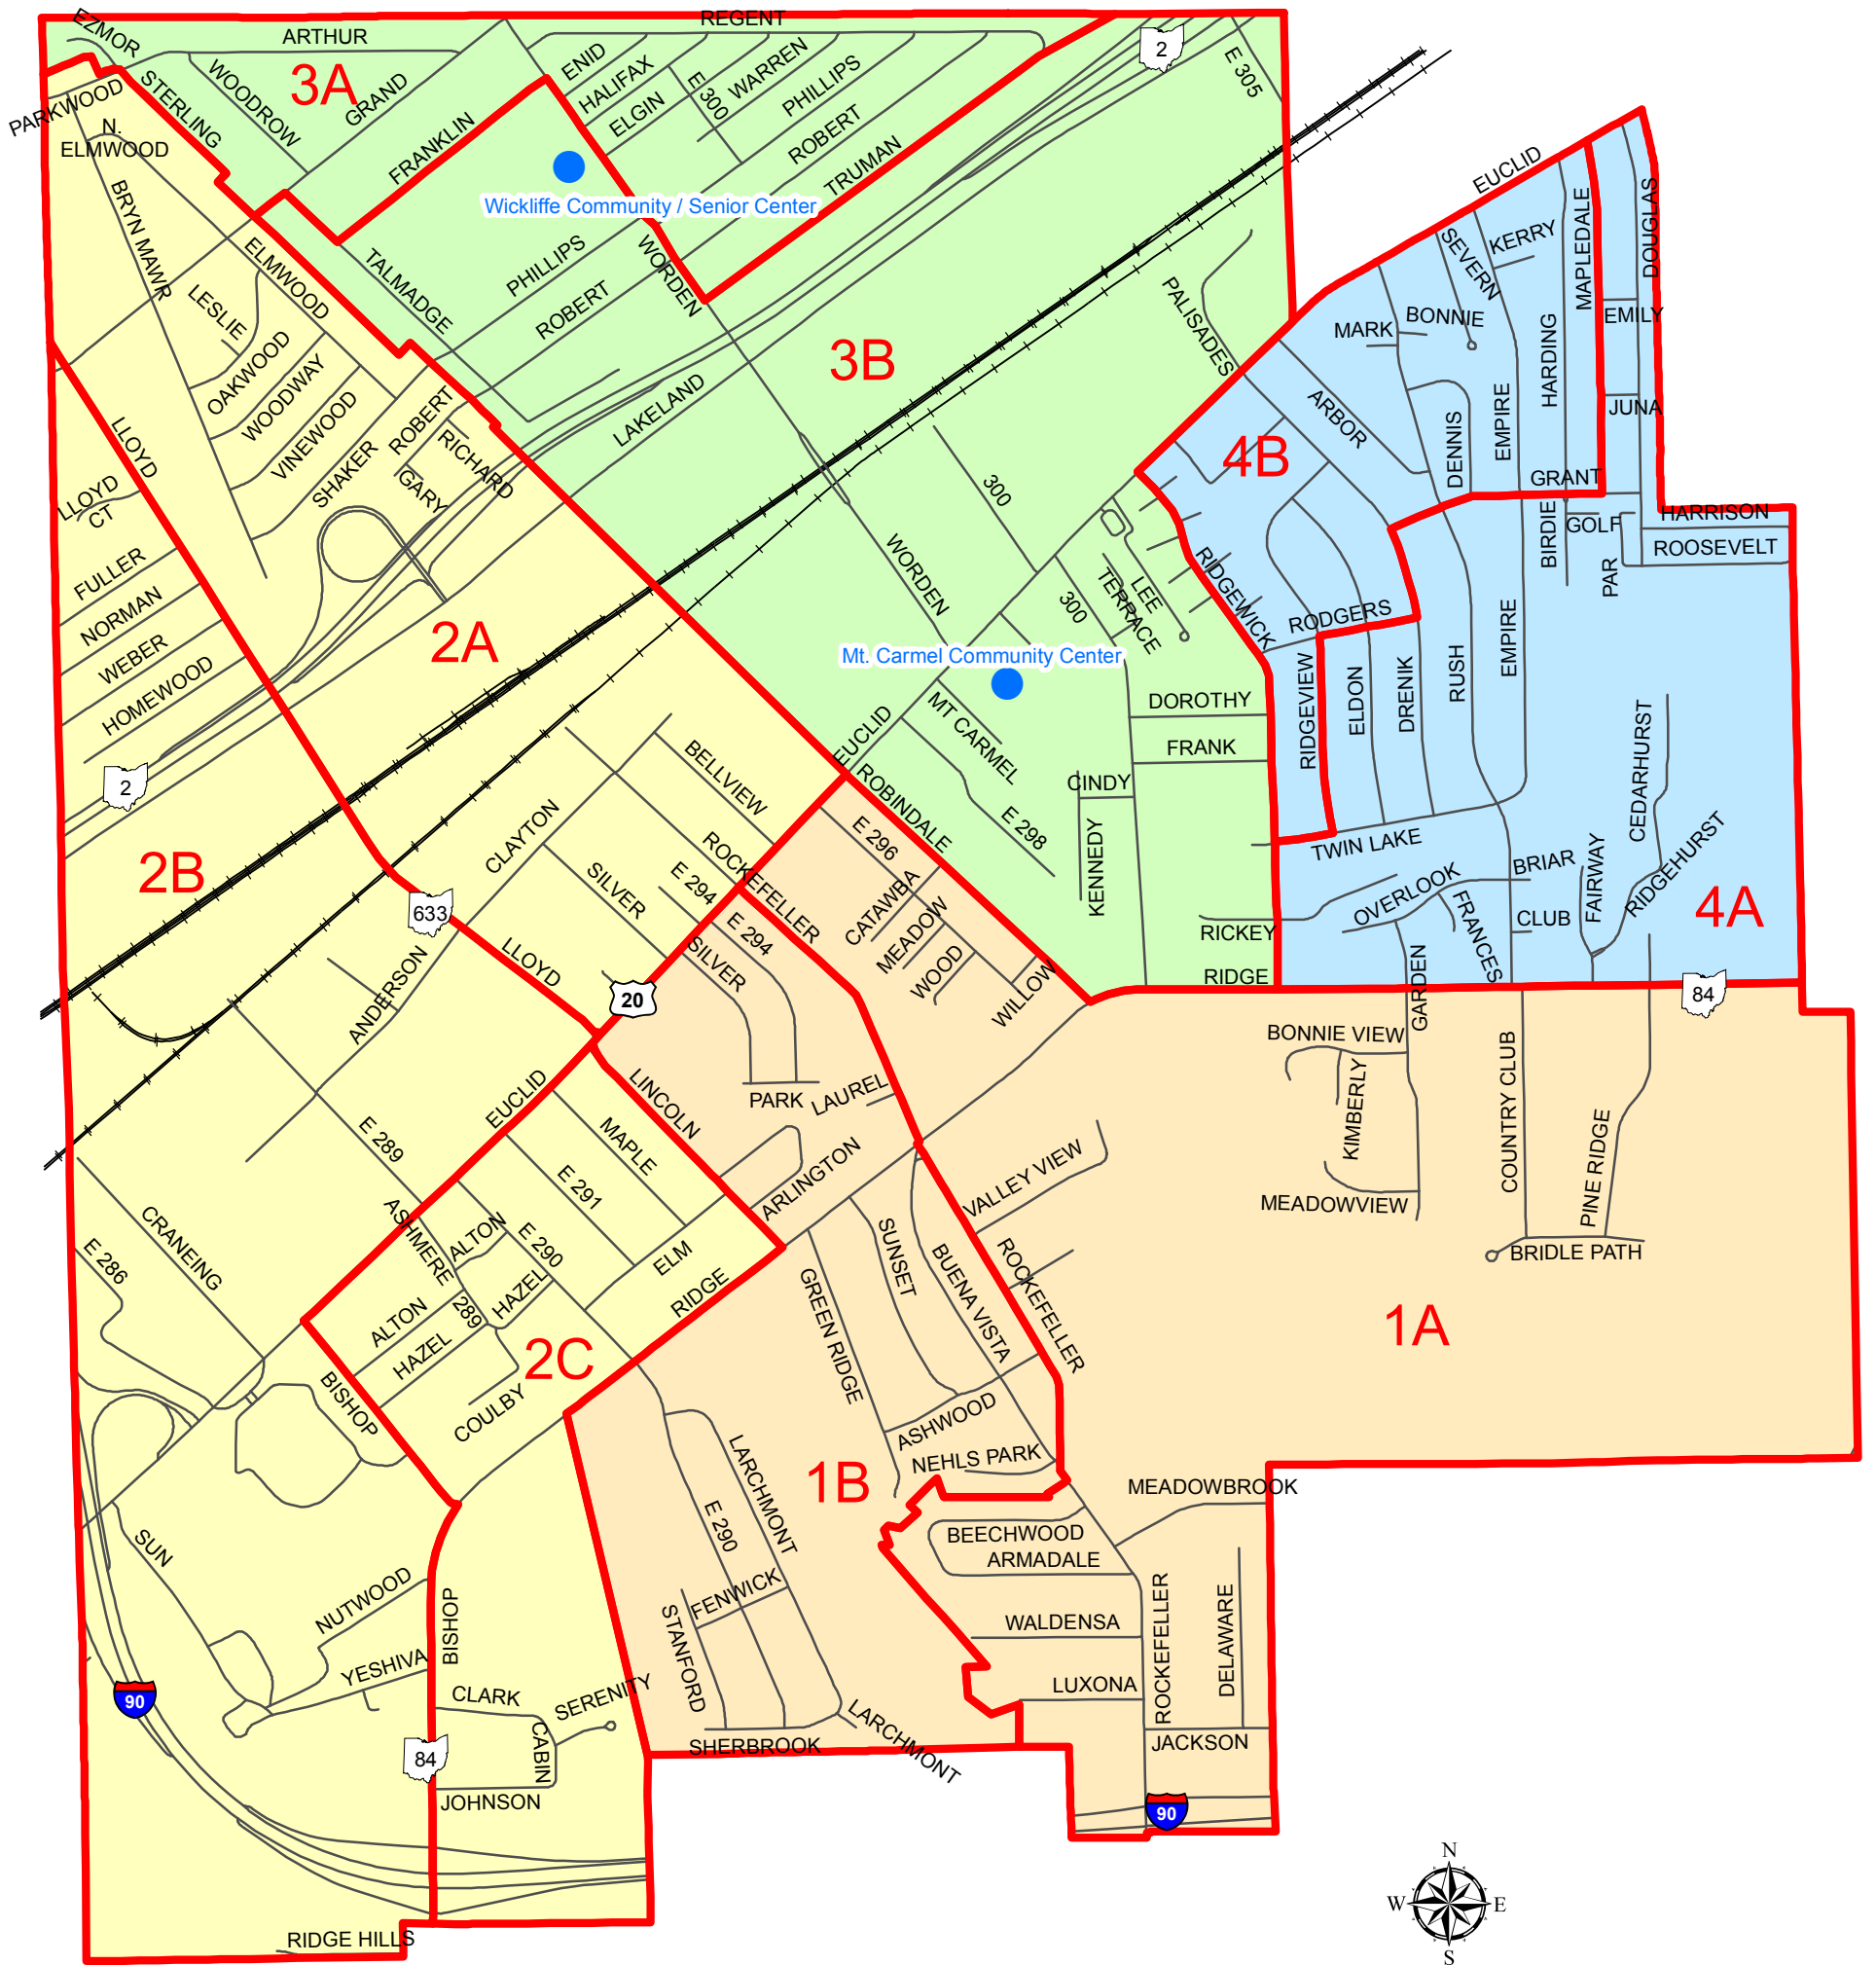 REGENT
EZMOR
ARTHUR
ENID
2
WARREN
E 305
STERLING
WOODROW
3A
GRAND
HALIFAX
E 300
PHILLIPS
PARKWOOD
ELGIN
N.
ELMWOOD
FRANKLIN
ROBERT
TRUMAN
EUCLID
BRYN MAWR
Wickliffe Community / Senior Center
KERRY
MAPLEDALE
DOUGLAS
SEVERN
ELMWOOD
TALMADGE
PHILLIPS
WORDEN
LESLIE
ROBERT
PALISADES
MARK
BONNIE
EMILY
OAKWOOD
WOODWAY
3B
HARDING
ROBERT
LAKELAND
ARBOR
EMPIRE
JUNA
LLOYD
VINEWOOD
RICHARD
DENNIS
4B
SHAKER
GARY
300
GRANT
LLOYD
CT
GOLF
HARRISON
BIRDIE
ROOSEVELT
FULLER
WORDEN
PAR
NORMAN
LEE
TERRACE
RIDGEWICK
300
RODGERS
EMPIRE
WEBER
2A
Mt. Carmel Community Center
RUSH
HOMEWOOD
DOROTHY
RIDGEVIEW
ELDON
DRENIK
MT CARMEL
EUCLID
FRANK
CEDARHURST
BELLVIEW
2
CINDY
ROBINDALE
CLAYTON
E 296
E 298
TWIN LAKE
ROCKEFELLER
2B
SILVER
E 294
KENNEDY
BRIAR
OVERLOOK
FAIRWAY
RIDGEHURST
CATAWBA
633
MEADOW
FRANCES
CLUB
4A
E 294
RICKEY
LLOYD
SILVER
WOOD
ANDERSON
20
WILLOW
RIDGE
84
GARDEN
BONNIE VIEW
LINCOLN
EUCLID
PARK
LAUREL
KIMBERLY
COUNTRY CLUB
E 289
MAPLE
PINE RIDGE
ARLINGTON
VALLEY VIEW
E 291
MEADOWVIEW
CRANEING
ASHMERE
ALTON
E 290
SUNSET
E 286
ELM
BUENA VISTA
ROCKEFELLER
BRIDLE PATH
RIDGE
GREEN RIDGE
HAZEL
289
ALTON
1A
HAZEL
2C
BISHOP
COULBY
ASHWOOD
NEHLS PARK
1B
LARCHMONT
MEADOWBROOK
E 290
BEECHWOOD
SUN
ARMADALE
NUTWOOD
FENWICK
ROCKEFELLER
DELAWARE
WALDENSA
BISHOP
STANFORD
YESHIVA
LUXONA
CLARK
SERENITY
90
CABIN
84
SHERBROOK
LARCHMONT
JACKSON
JOHNSON
90
N
W
E
S
RIDGE HILLS